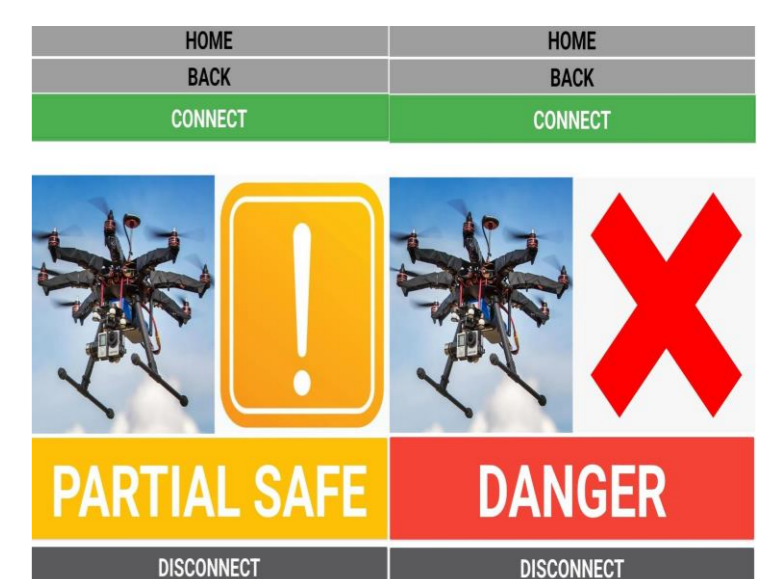 HOME
BACK
CONNECT
PARTIAL SAFE
DISCONNECT
HOME
BACK
CONNECT
DANGER
DISCONNECT